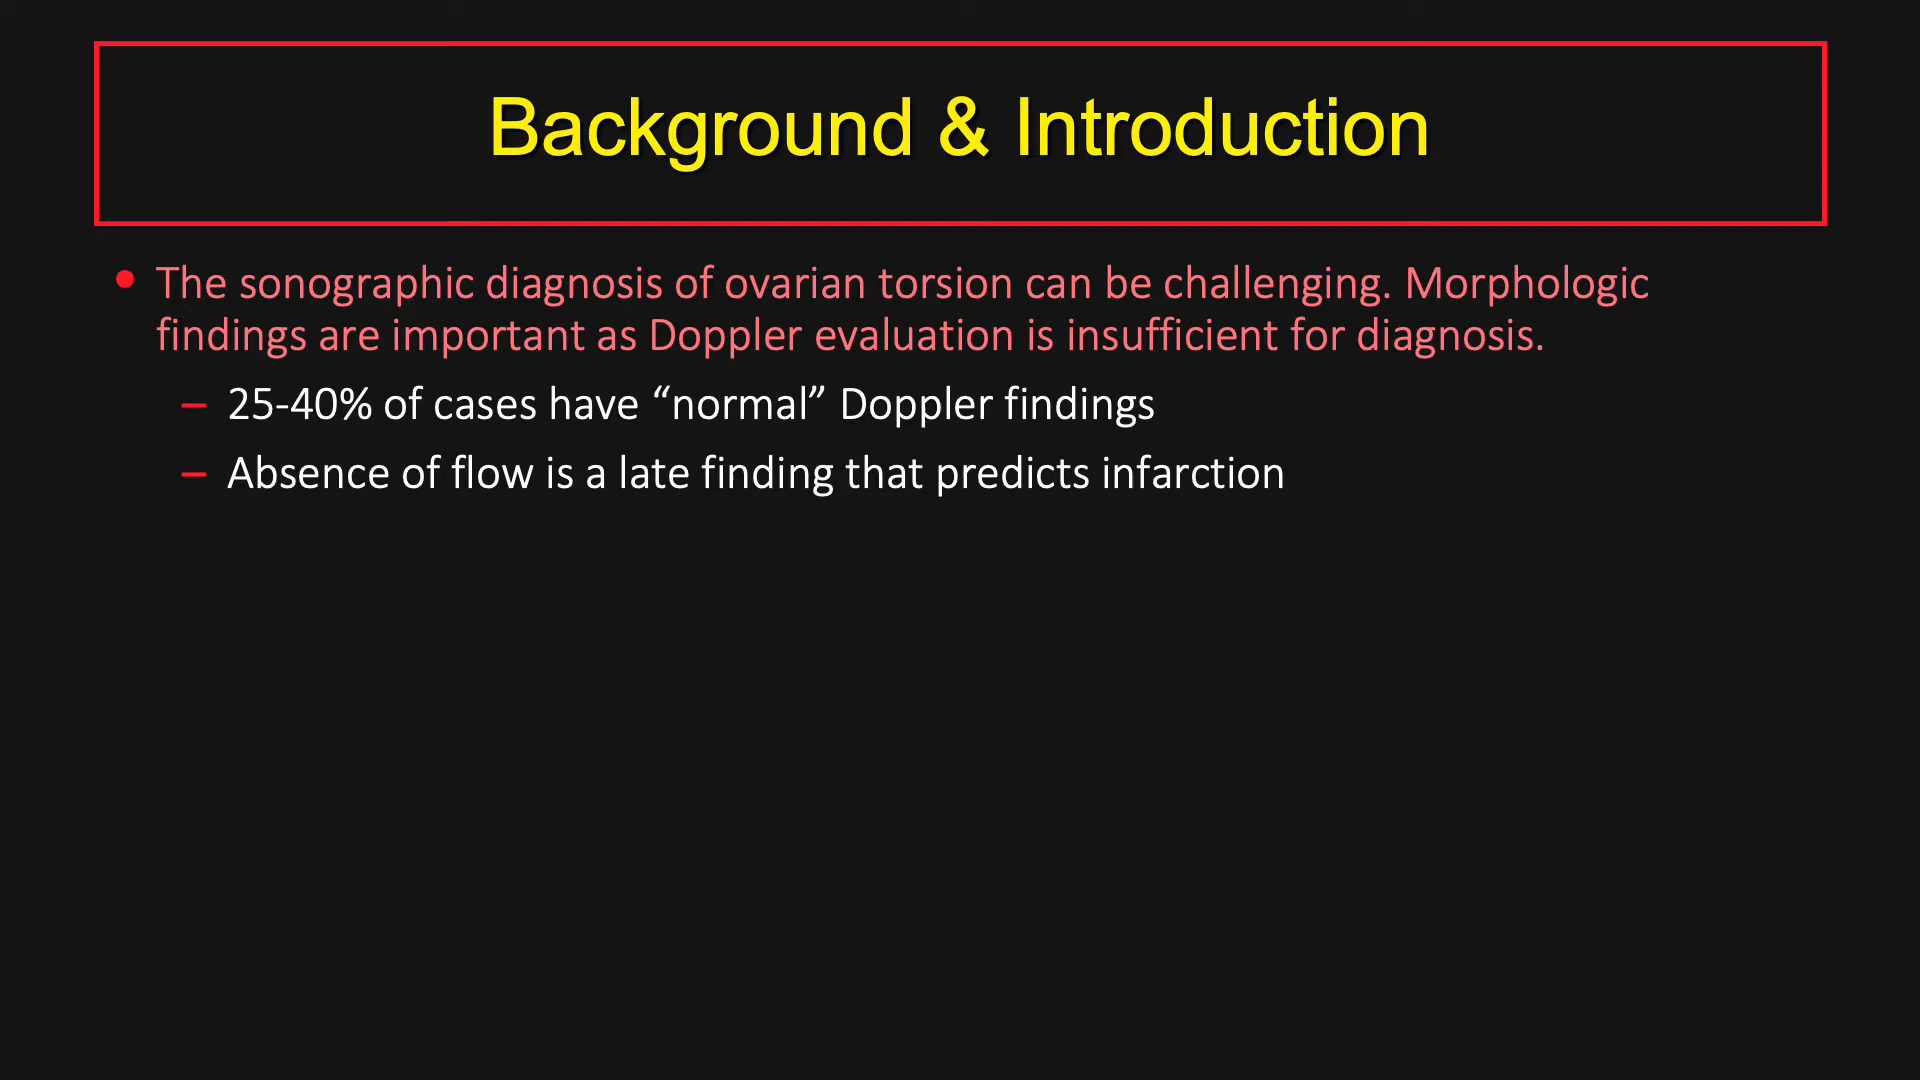 Background & Introduction
• The sonographic diagnosis of ovarian torsion can be challenging. Morphologic
findings are important as Doppler evaluation is insufficient for diagnosis.
– 25-40% of cases have “normal” Doppler findings
– Absence of flow is a late finding that predicts infarction